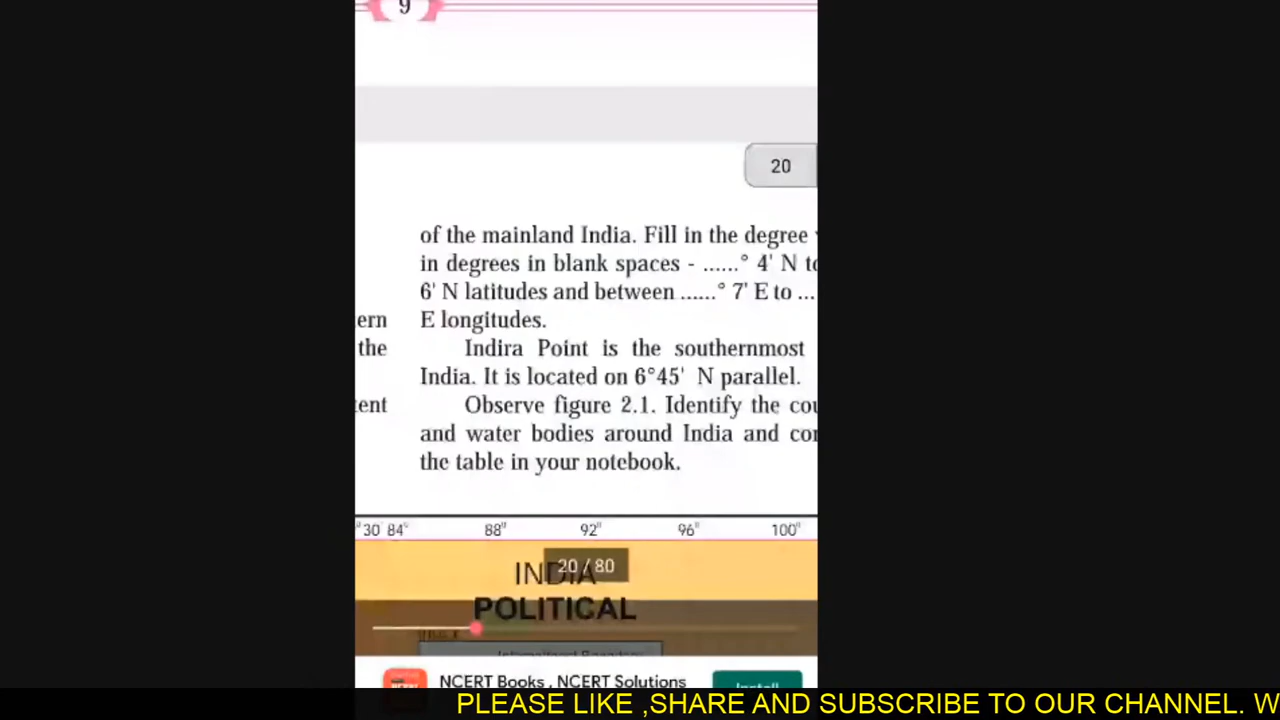 9
20
of the mainland India. Fill in the degree
in degrees in blank spaces - ......° 4' N to
6' N latitudes and between ......° 7' E to ...
ern E longitudes.
the Indira Point is the southernmost
India. It is located on 6°45' N parallel.
tent Observe figure 2.1. Identify the cou
and water bodies around India and con
the table in your notebook.
°30' 84° 88° 92° 96° 100°
INDIA
20 / 80
POLITICAL
NCERT Books , NCERT Solutions
Install
PLEASE LIKE ,SHARE AND SUBSCRIBE TO OUR CHANNEL. W